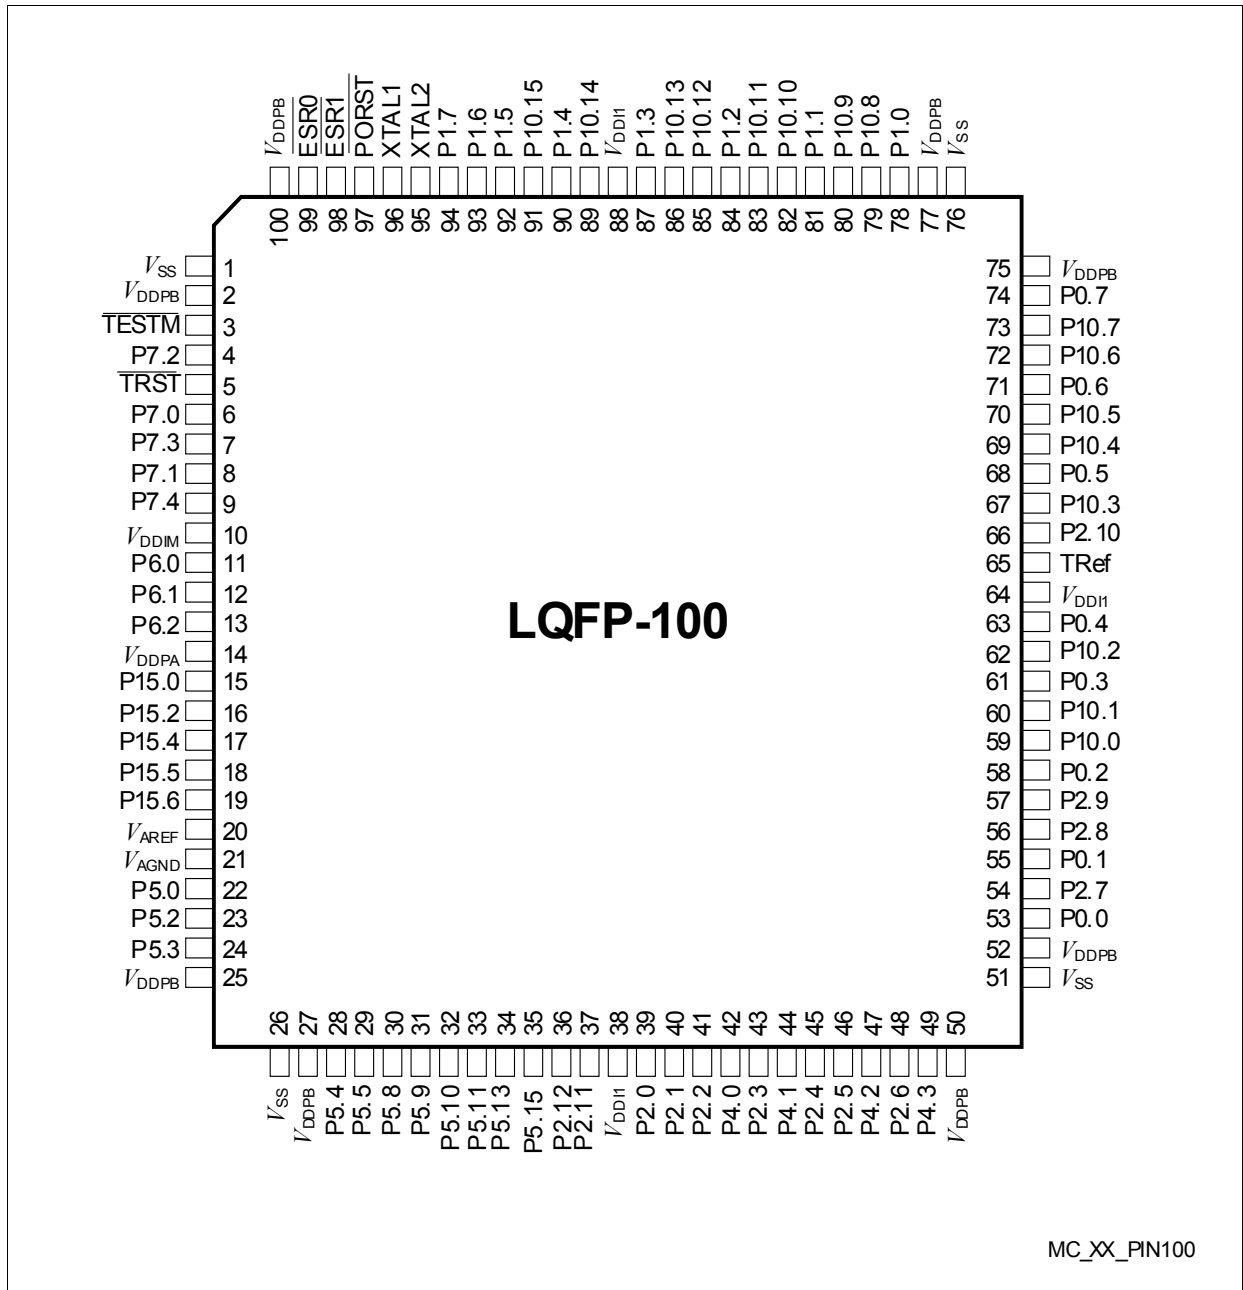 VDDPB
ESR0
ESR1
PORST
XTAL1
XTAL2
P1.7
P1.6
P1.5
P10.15
P1.4
P10.14
VDDI1
P1.3
P10.13
P10.12
P1.2
P10.11
P10.10
P1.1
P10.9
P10.8
P1.0
VDDPB
VSS
100
99
98
97
96
95
94
93
92
91
90
89
88
87
86
85
84
83
82
81
80
79
78
77
76
VSS 1
VDDPB 2
TESTM 3
P7.2 4
TRST 5
P7.0 6
P7.3 7
P7.1 8
P7.4 9
VDDIM 10
P6.0 11
P6.1 12
P6.2 13
VDDPA 14
P15.0 15
P15.2 16
P15.4 17
P15.5 18
P15.6 19
VAREF 20
VAGND 21
P5.0 22
P5.2 23
P5.3 24
VDDPB 25
LQFP-100
75 VDDPB
74 P0.7
73 P10.7
72 P10.6
71 P0.6
70 P10.5
69 P10.4
68 P0.5
67 P10.3
66 P2.10
65 TRef
64 VDDI1
63 P0.4
62 P10.2
61 P0.3
60 P10.1
59 P10.0
58 P0.2
57 P2.9
56 P2.8
55 P0.1
54 P2.7
53 P0.0
52 VDDPB
51 VSS
26
27
28
29
30
31
32
33
34
35
36
37
38
39
40
41
42
43
44
45
46
47
48
49
50
VSS
VDDPB
P5.4
P5.5
P5.8
P5.9
P5.10
P5.11
P5.13
P5.15
P2.12
P2.11
VDDI1
P2.0
P2.1
P2.2
P4.0
P2.3
P4.1
P2.4
P2.5
P4.2
P2.6
P4.3
VDDPB
MC_XX_PIN100